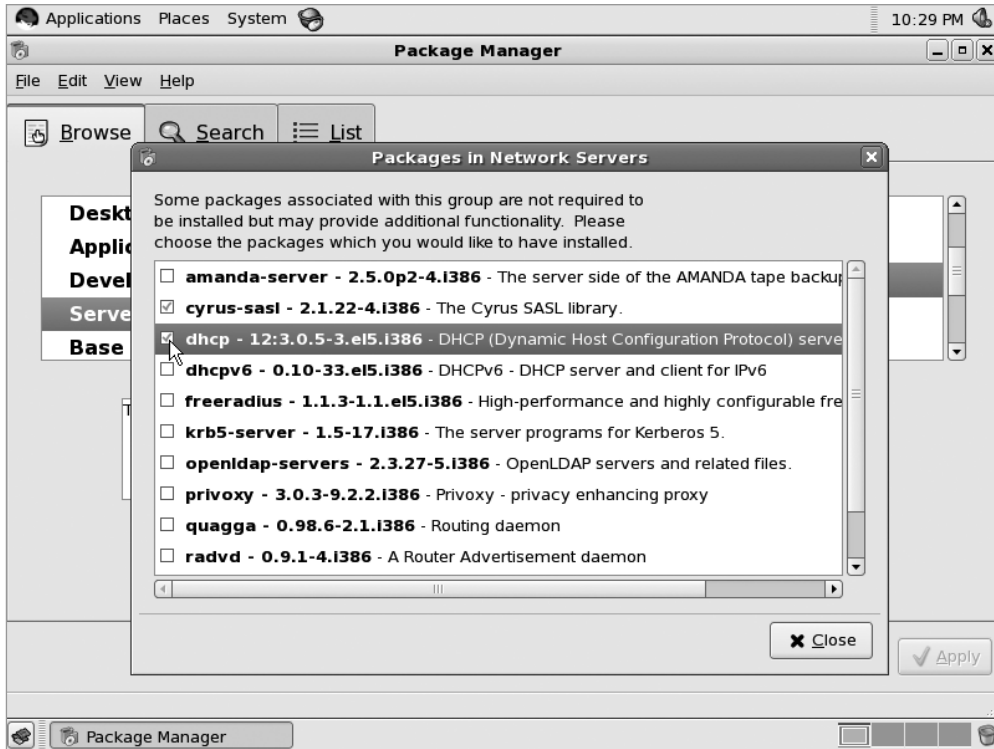 Applications Places System
10:29 PM
Package Manager
File Edit View Help
Browse
Search
List
Packages in Network Servers
Some packages associated with this group are not required to
be installed but may provide additional functionality. Please
choose the packages which you would like to have installed.
Deskt
Applic
Devel
Serve
Base
T
amanda-server - 2.5.0p2-4.i386 - The server side of the AMANDA tape backup
cyrus-sasl - 2.1.22-4.i386 - The Cyrus SASL library.
dhcp - 12:3.0.5-3.el5.i386 - DHCP (Dynamic Host Configuration Protocol) serve
dhcpv6 - 0.10-33.el5.i386 - DHCPv6 - DHCP server and client for IPv6
freeradius - 1.1.3-1.1.el5.i386 - High-performance and highly configurable fre
krb5-server - 1.5-17.i386 - The server programs for Kerberos 5.
openldap-servers - 2.3.27-5.i386 - OpenLDAP servers and related files.
privoxy - 3.0.3-9.2.2.i386 - Privoxy - privacy enhancing proxy
quagga - 0.98.6-2.1.i386 - Routing daemon
radvd - 0.9.1-4.i386 - A Router Advertisement daemon
Close
Apply
Package Manager